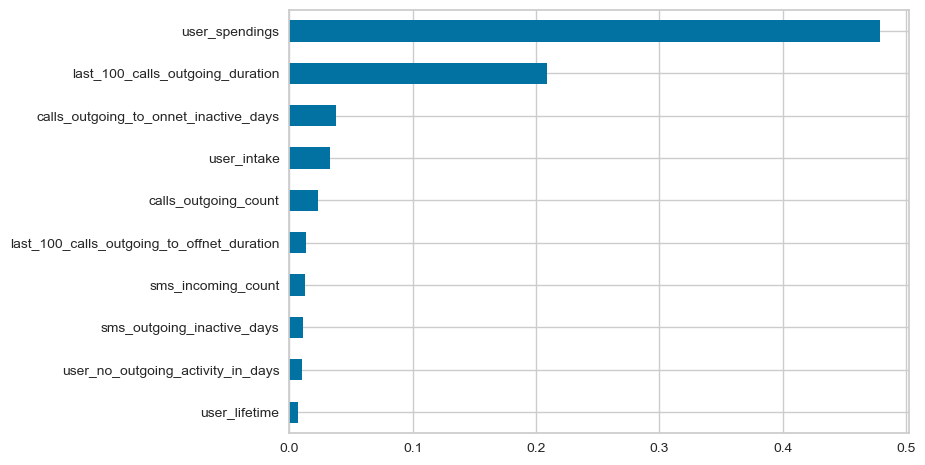 user_spendings
last_100_calls_outgoing_duration
calls_outgoing_to_onnet_inactive_days
user_intake
calls_outgoing_count
last_100_calls_outgoing_to_offnet_duration
sms_incoming_count
sms_outgoing_inactive_days
user_no_outgoing_activity_in_days
user_lifetime
0.0 0.1 0.2 0.3 0.4 0.5